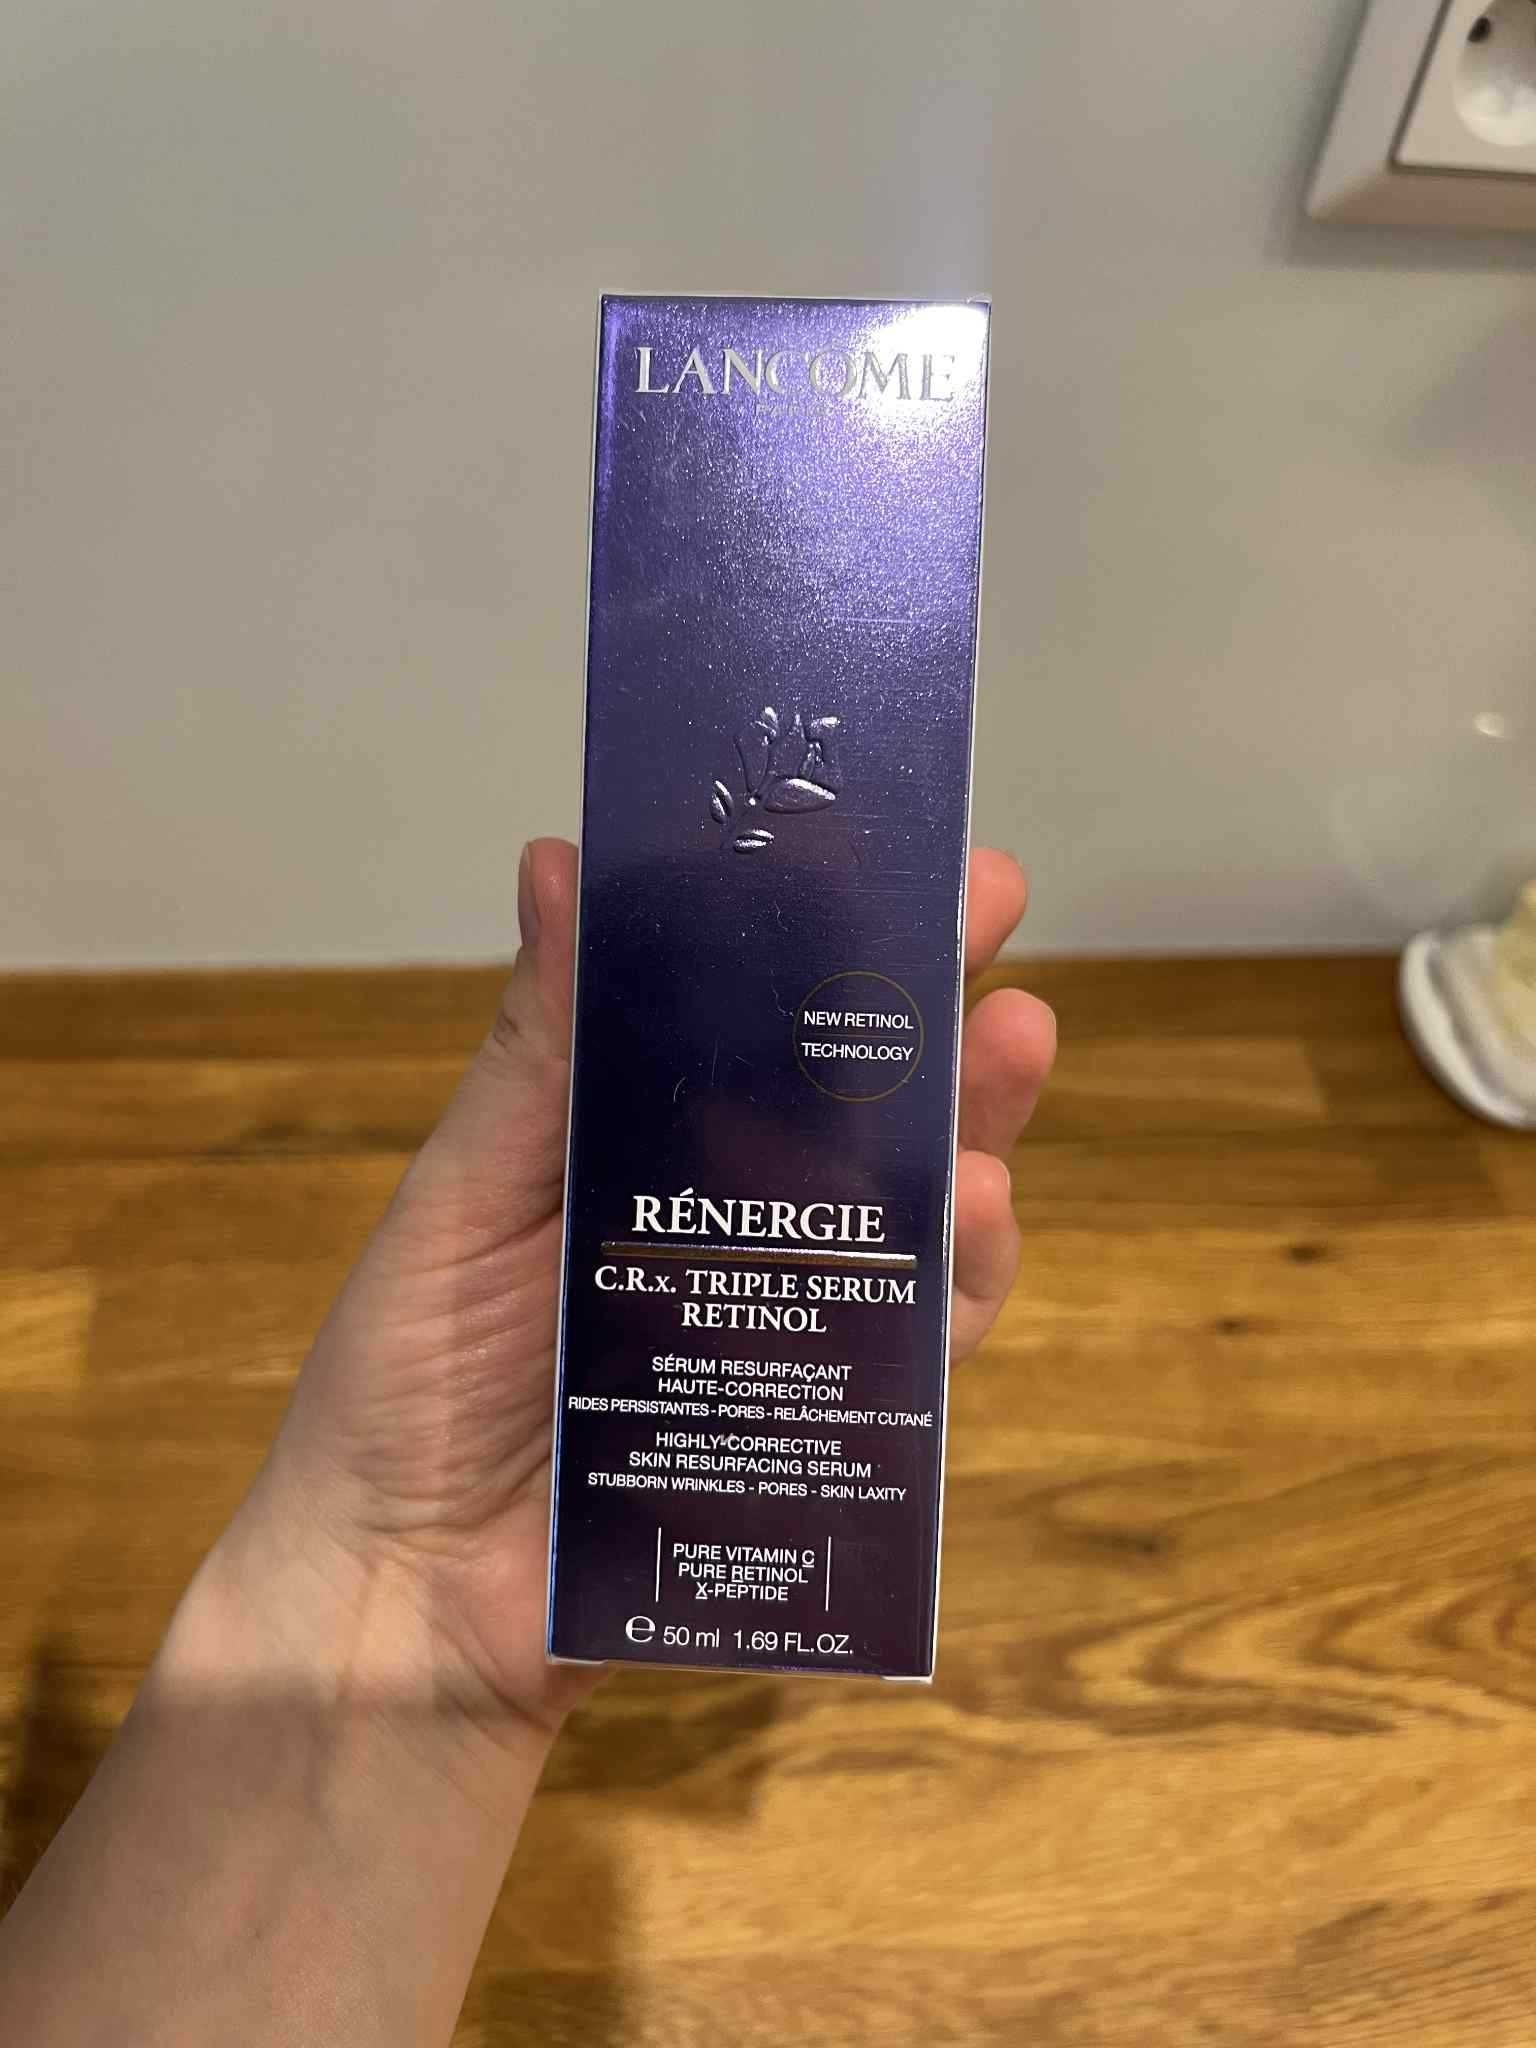 LANCÔME
PARIS
NEW RETINOL
TECHNOLOGY
RÉNERGIE
C.R.x. TRIPLE SERUM
RETINOL
SÉRUM RESURFAÇANT
HAUTE-CORRECTION
RIDES PERSISTANTES - PORES - RELÂCHEMENT CUTANÉ
HIGHLY-CORRECTIVE
SKIN RESURFACING SERUM
STUBBORN WRINKLES - PORES - SKIN LAXITY
PURE VITAMIN C
PURE RETINOL
X-PEPTIDE
℮ 50 ml 1.69 FL.OZ.